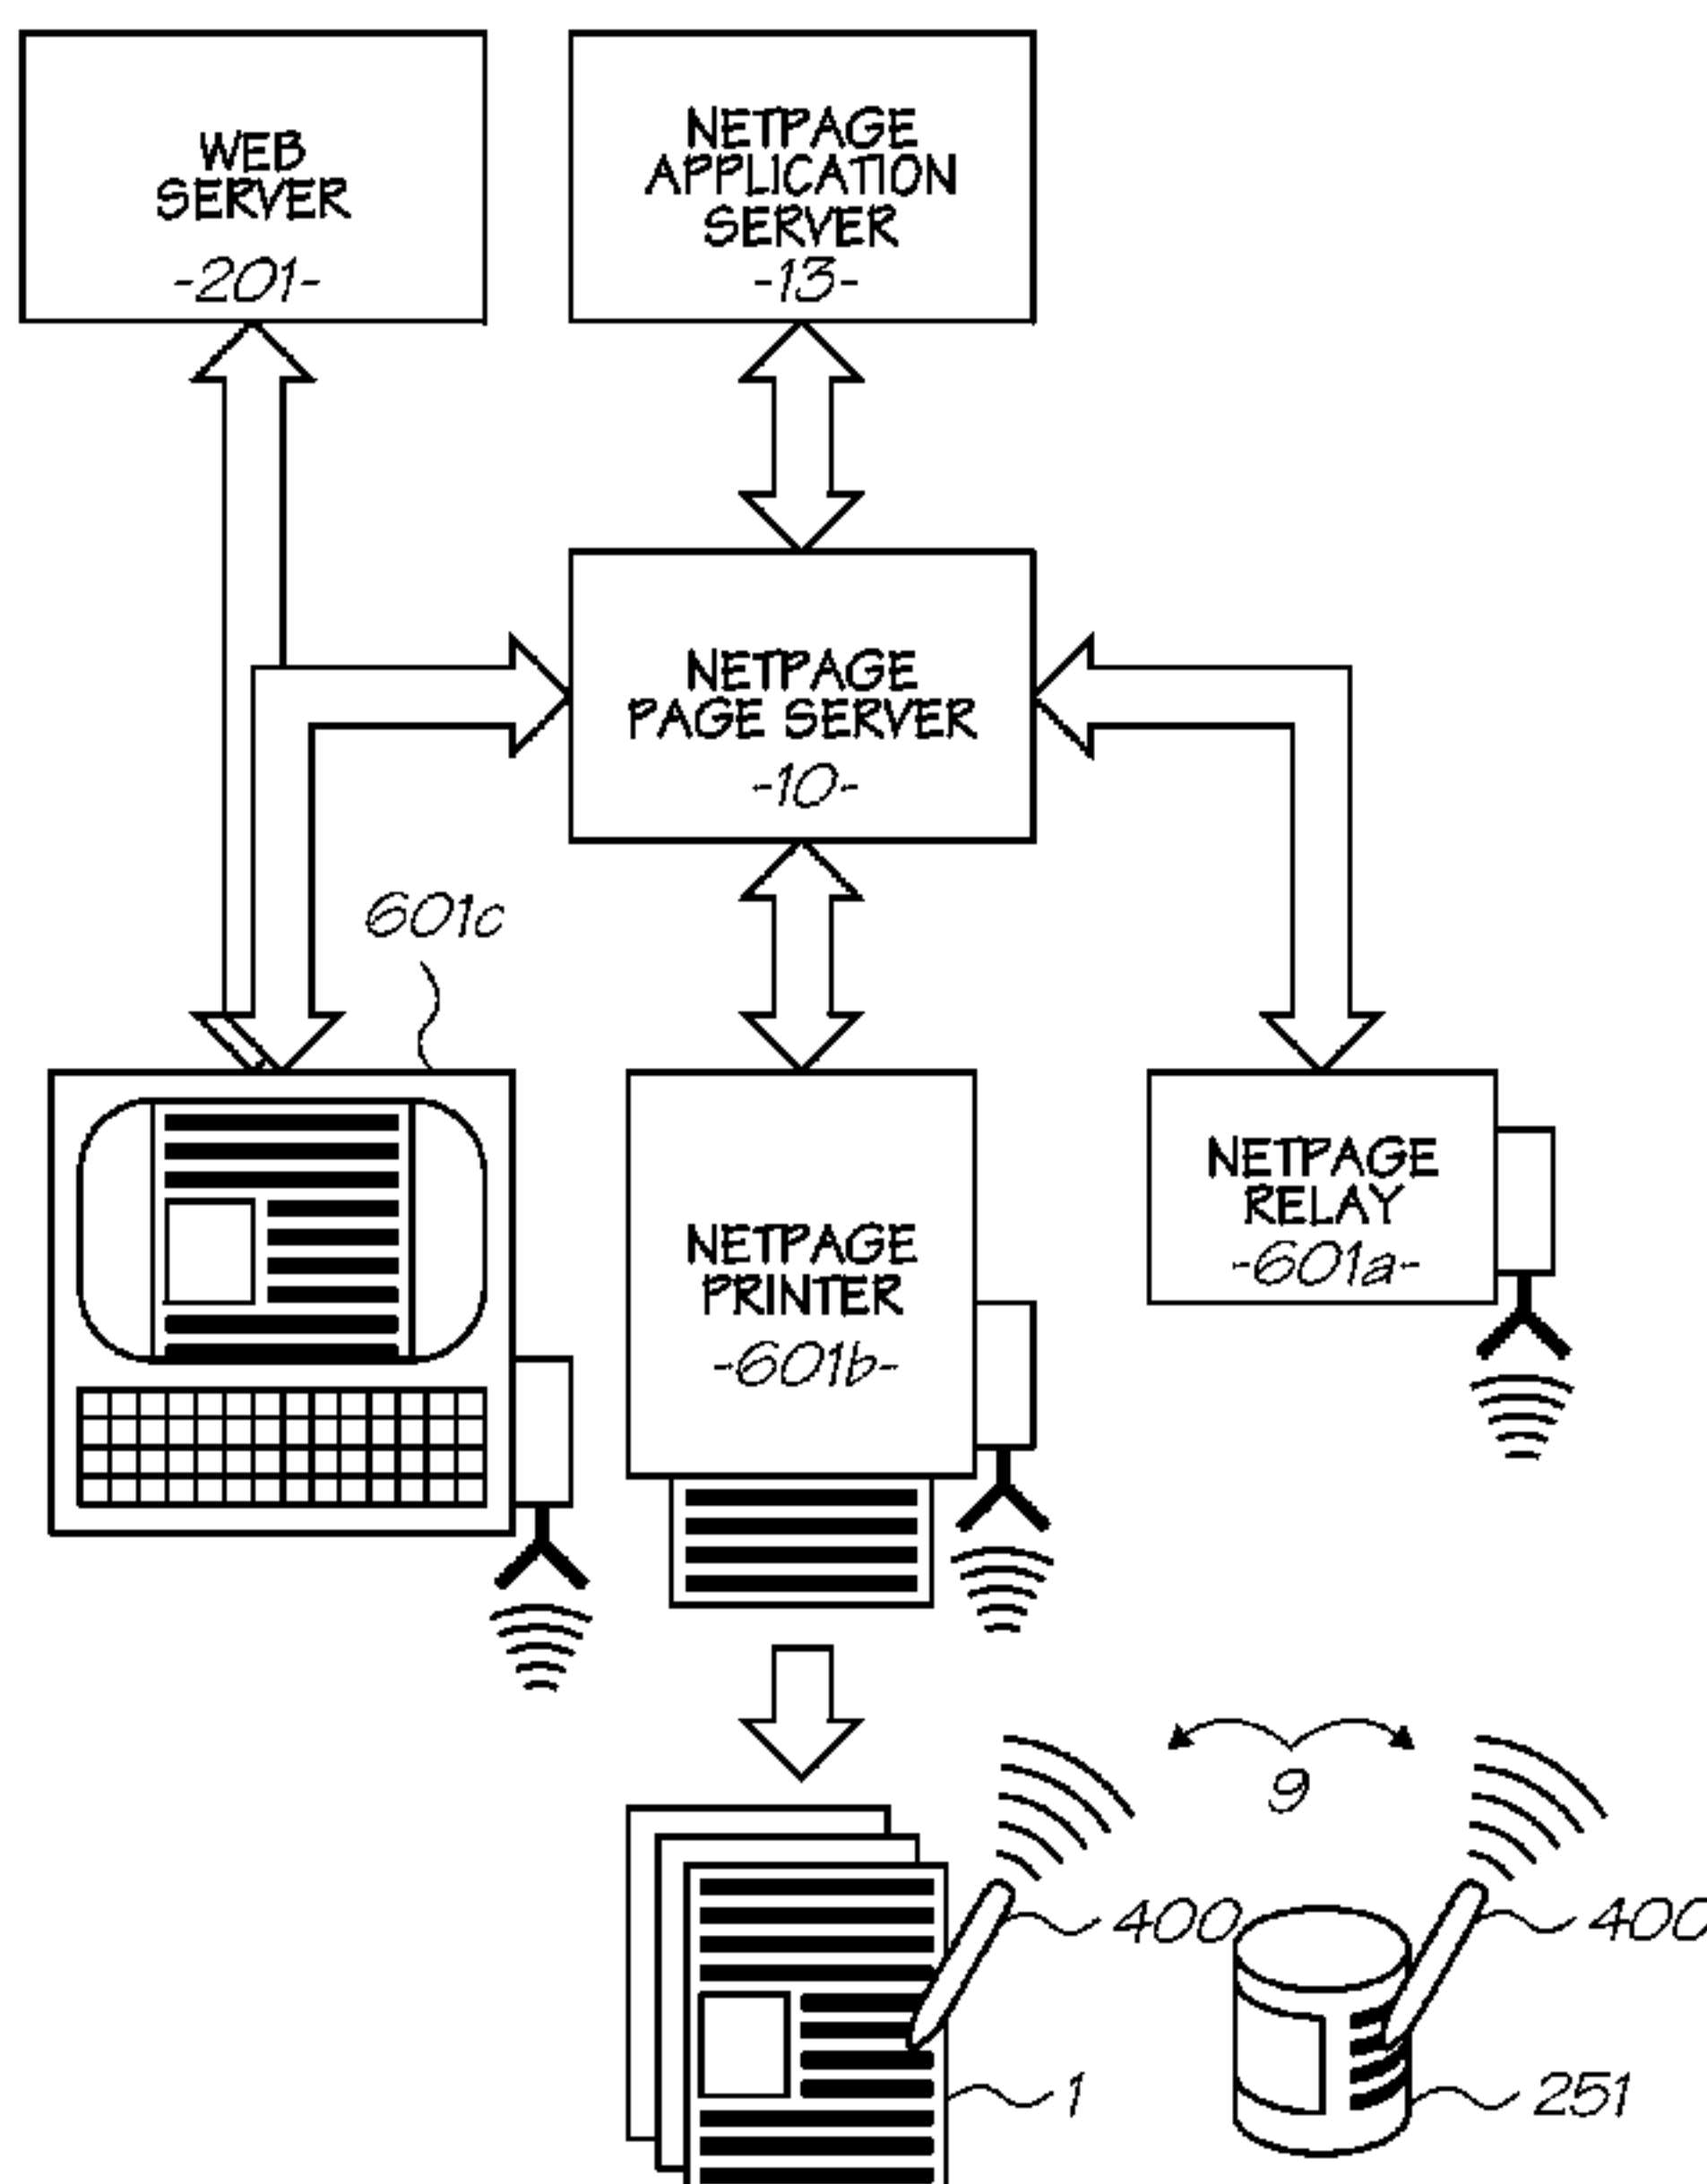 WEB
SERVER
-201-
NETPAGE
APPLICATION
SERVER
-13-
NETPAGE
PAGE SERVER
-10-
601c
NETPAGE
PRINTER
-601b-
NETPAGE
RELAY
-601a-
9
400
400
1
251